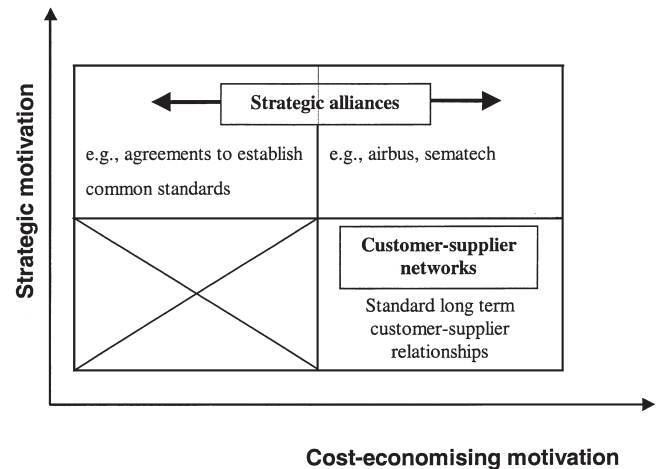 Strategic motivation
Strategic alliances
e.g., agreements to establish
common standards
e.g., airbus, sematech
Customer-supplier
networks
Standard long term
customer-supplier
relationships
Cost-economising motivation